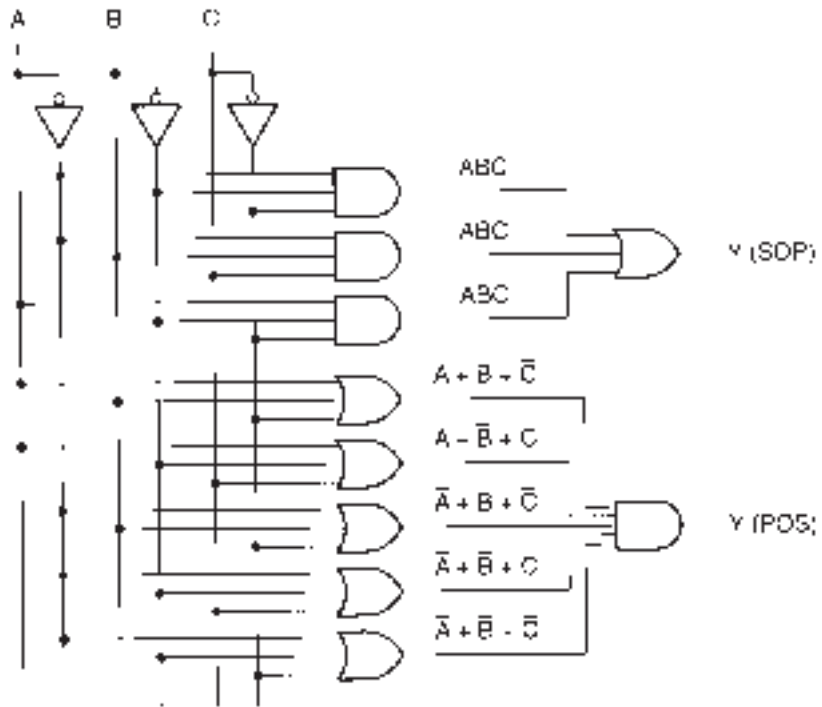 A B C
ABC
ABC
Y (SOP)
ABC
A + B + C̅
A - B̅ + C
A̅ + B + C̅
Y (POS)
A̅ + B̅ + C
A̅ + B̅ - C̅